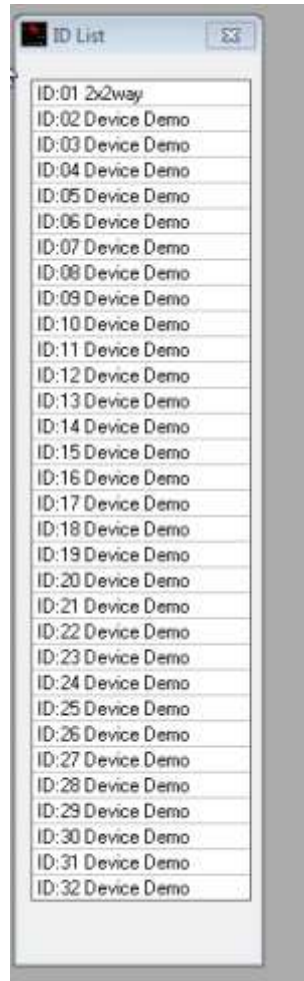 ID List
ID:01 2x2way
ID:02 Device Demo
ID:03 Device Demo
ID:04 Device Demo
ID:05 Device Demo
ID:06 Device Demo
ID:07 Device Demo
ID:08 Device Demo
ID:09 Device Demo
ID:10 Device Demo
ID:11 Device Demo
ID:12 Device Demo
ID:13 Device Demo
ID:14 Device Demo
ID:15 Device Demo
ID:16 Device Demo
ID:17 Device Demo
ID:18 Device Demo
ID:19 Device Demo
ID:20 Device Demo
ID:21 Device Demo
ID:22 Device Demo
ID:23 Device Demo
ID:24 Device Demo
ID:25 Device Demo
ID:26 Device Demo
ID:27 Device Demo
ID:28 Device Demo
ID:29 Device Demo
ID:30 Device Demo
ID:31 Device Demo
ID:32 Device Demo